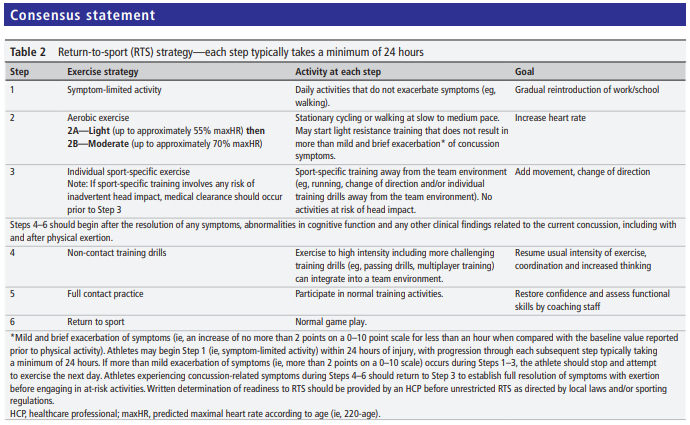 Consensus statement
Table 2 Return-to-sport (RTS) strategy—each step typically takes a minimum of 24 hours
Step Exercise strategy Activity at each step Goal
1 Symptom-limited activity Daily activities that do not exacerbate symptoms (eg, Gradual reintroduction of work/school
walking).
2 Aerobic exercise Stationary cycling or walking at slow to medium pace. Increase heart rate
2A—Light (up to approximately 55% maxHR) then May start light resistance training that does not result in
2B—Moderate (up to approximately 70% maxHR) more than mild and brief exacerbation* of concussion
symptoms.
3 Individual sport-specific exercise Sport-specific training away from the team environment Add movement, change of direction
Note: If sport-specific training involves any risk of (eg, running, change of direction and/or individual
inadvertent head impact, medical clearance should occur training drills away from the team environment). No
prior to Step 3 activities at risk of head impact.
Steps 4–6 should begin after the resolution of any symptoms, abnormalities in cognitive function and any other clinical findings related to the current concussion, including with
and after physical exertion.
4 Non-contact training drills Exercise to high intensity including more challenging Resume usual intensity of exercise,
training drills (eg, passing drills, multiplayer training) coordination and increased thinking
can integrate into a team environment.
5 Full contact practice Participate in normal training activities. Restore confidence and assess functional
skills by coaching staff
6 Return to sport Normal game play.
*Mild and brief exacerbation of symptoms (ie, an increase of no more than 2 points on a 0–10 point scale for less than an hour when compared with the baseline value reported
prior to physical activity). Athletes may begin Step 1 (ie, symptom-limited activity) within 24 hours of injury, with progression through each subsequent step typically taking
a minimum of 24 hours. If more than mild exacerbation of symptoms (ie, more than 2 points on a 0–10 scale) occurs during Steps 1–3, the athlete should stop and attempt
to exercise the next day. Athletes experiencing concussion-related symptoms during Steps 4–6 should return to Step 3 to establish full resolution of symptoms with exertion
before engaging in at-risk activities. Written determination of readiness to RTS should be provided by an HCP before unrestricted RTS as directed by local laws and/or sporting
regulations.
HCP, healthcare professional; maxHR, predicted maximal heart rate according to age (ie, 220-age).